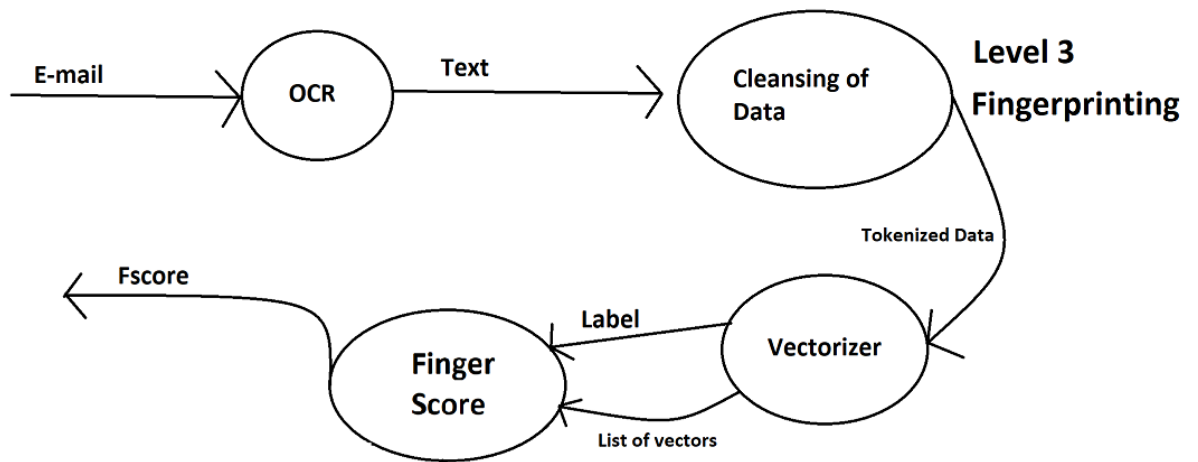 E-mail
OCR
Text
Cleansing of
Data
Level 3
Fingerprinting
Tokenized Data
Vectorizer
Label
List of vectors
Finger
Score
Fscore